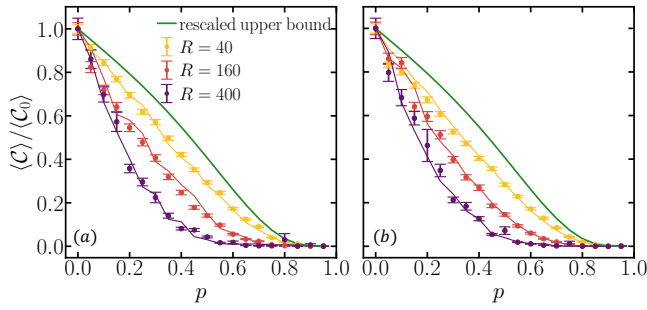 rescaled upper bound
R = 40
R = 160
R = 400
⟨C⟩/⟨C₀⟩
1.0
0.8
0.6
0.4
0.2
0.0
(a)
(b)
0.0 0.2 0.4 0.6 0.8 1.0
0.0 0.2 0.4 0.6 0.8 1.0
p
p